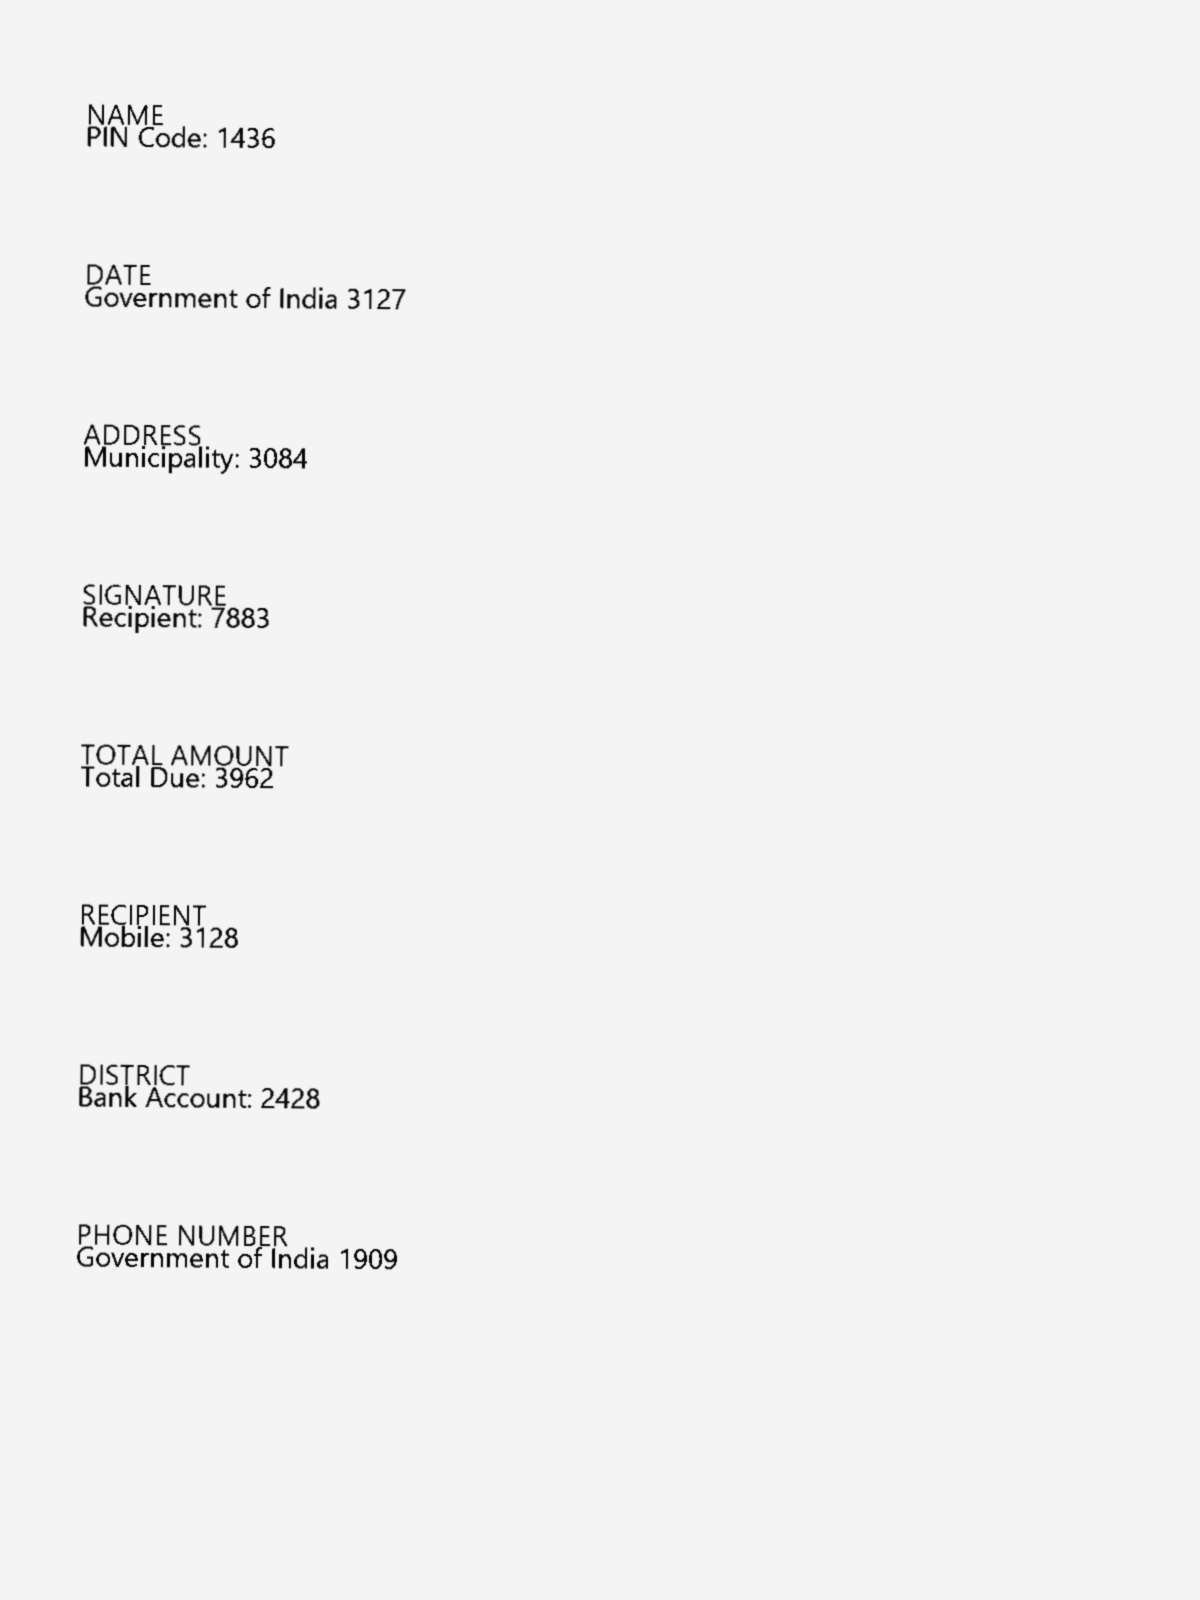 NAME
PIN Code: 1436
DATE
Government of India 3127
ADDRESS
Municipality: 3084
SIGNATURE
Recipient: 7883
TOTAL AMOUNT
Total Due: 3962
RECIPIENT
Mobile: 3128
DISTRICT
Bank Account: 2428
PHONE NUMBER
Government of India 1909